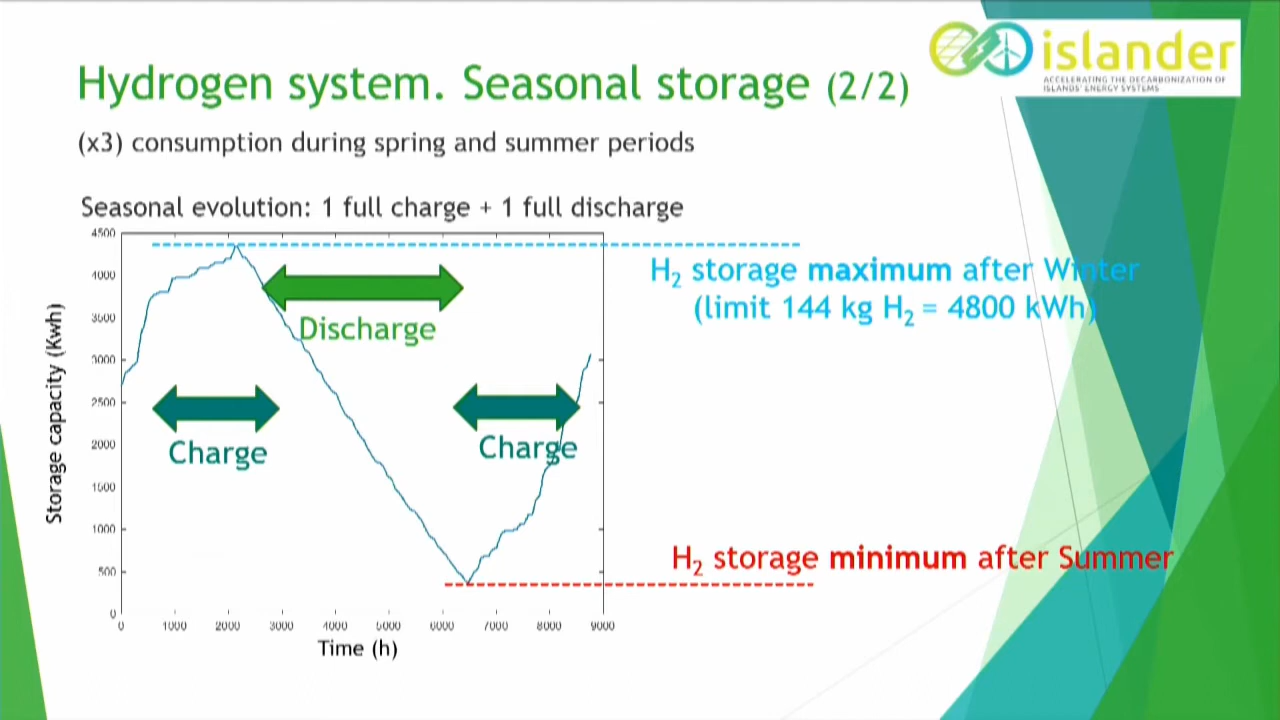 islander
ACCELERATING THE DECARBONIZATION OF
ISLANDS' ENERGY SYSTEMS
Hydrogen system. Seasonal storage (2/2)
(x3) consumption during spring and summer periods
Seasonal evolution: 1 full charge + 1 full discharge
4500
4000
3500
3000
2500
2000
1500
1000
500
0
0 1000 2000 3000 4000 5000 6000 7000 8000 9000
Storage capacity (Kwh)
Time (h)
Discharge
Charge
Charge
H₂ storage maximum after Winter
(limit 144 kg H₂ = 4800 kWh)
H₂ storage minimum after Summer